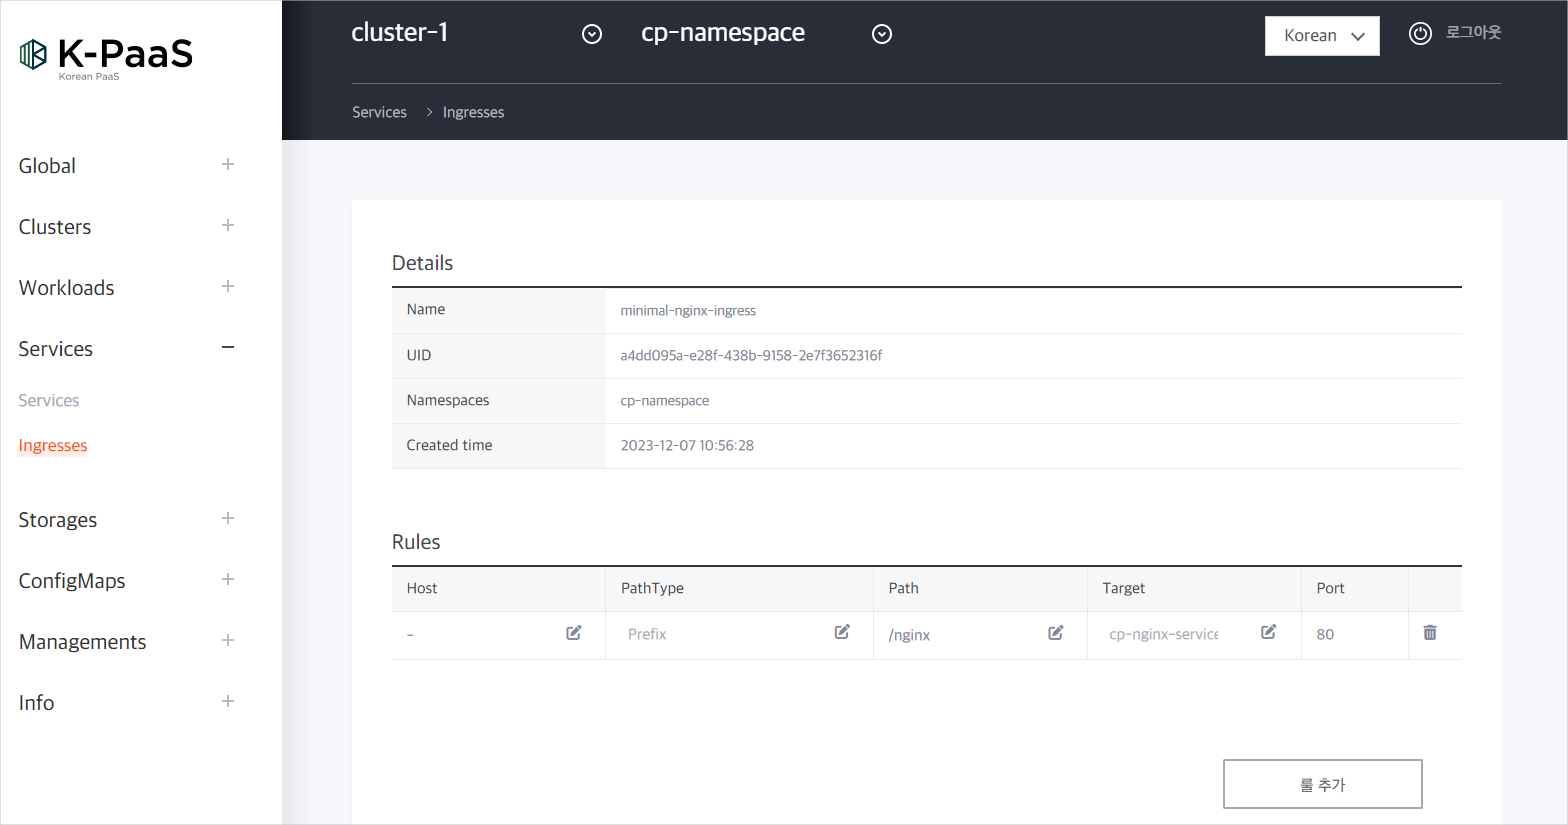 K-PaaS
Korean PaaS
cluster-1
cp-namespace
Korean
로그아웃
Services > Ingresses
Global
Clusters
Workloads
Services
Services
Ingresses
Storages
ConfigMaps
Managements
Info
Details
Name minimal-nginx-ingress
UID a4dd095a-e28f-438b-9158-2e7f3652316f
Namespaces cp-namespace
Created time 2023-12-07 10:56:28
Rules
Host PathType Path Target Port
- Prefix /nginx cp-nginx-service 80
룰 추가